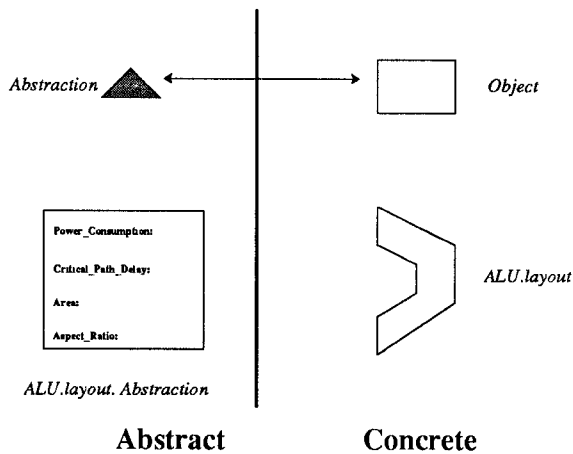 Abstraction
Object
Power_Consumption:
Critical_Path_Delay:
Area:
Aspect_Ratio:
ALU.layout
ALU.layout. Abstraction
Abstract
Concrete